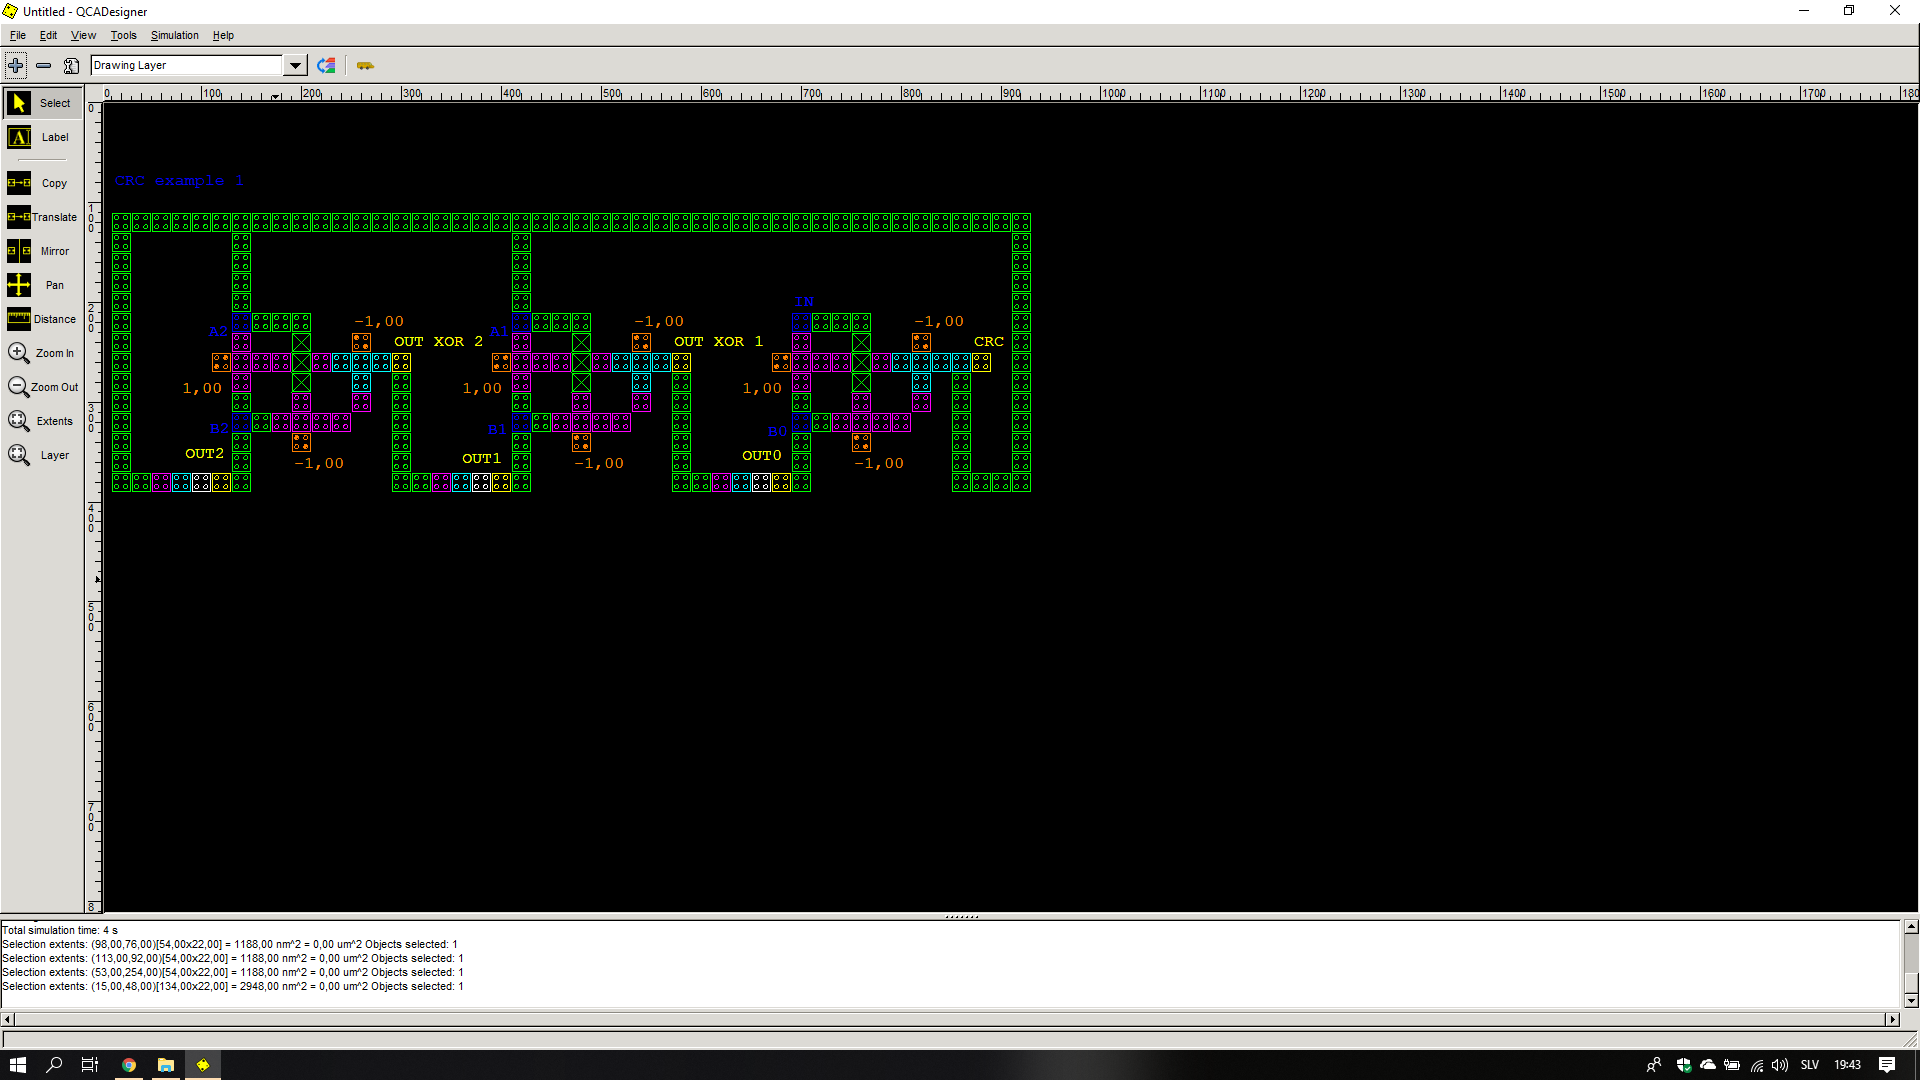 Untitled - QCADesigner
File Edit View Tools Simulation Help
Drawing Layer
0 100 200 300 400 500 600 700 800 900 1000 1100 1200 1300 1400 1500 1600 1700 180
Select
Label
Copy
Translate
Mirror
Pan
Distance
Zoom In
Zoom Out
Extents
Layer
0
100
200
300
400
500
600
700
8
CRC example 1
IN
-1,00 -1,00 -1,00
A2 OUT XOR 2 A1 OUT XOR 1 CRC
1,00 1,00 1,00
B2 B1 B0
OUT2 OUT1 OUT0
-1,00 -1,00 -1,00
Total simulation time: 4 s
Selection extents: (98,00,76,00)[54,00x22,00] = 1188,00 nm^2 = 0,00 um^2 Objects selected: 1
Selection extents: (113,00,92,00)[54,00x22,00] = 1188,00 nm^2 = 0,00 um^2 Objects selected: 1
Selection extents: (53,00,254,00)[54,00x22,00] = 1188,00 nm^2 = 0,00 um^2 Objects selected: 1
Selection extents: (15,00,48,00)[134,00x22,00] = 2948,00 nm^2 = 0,00 um^2 Objects selected: 1
SLV 19:43